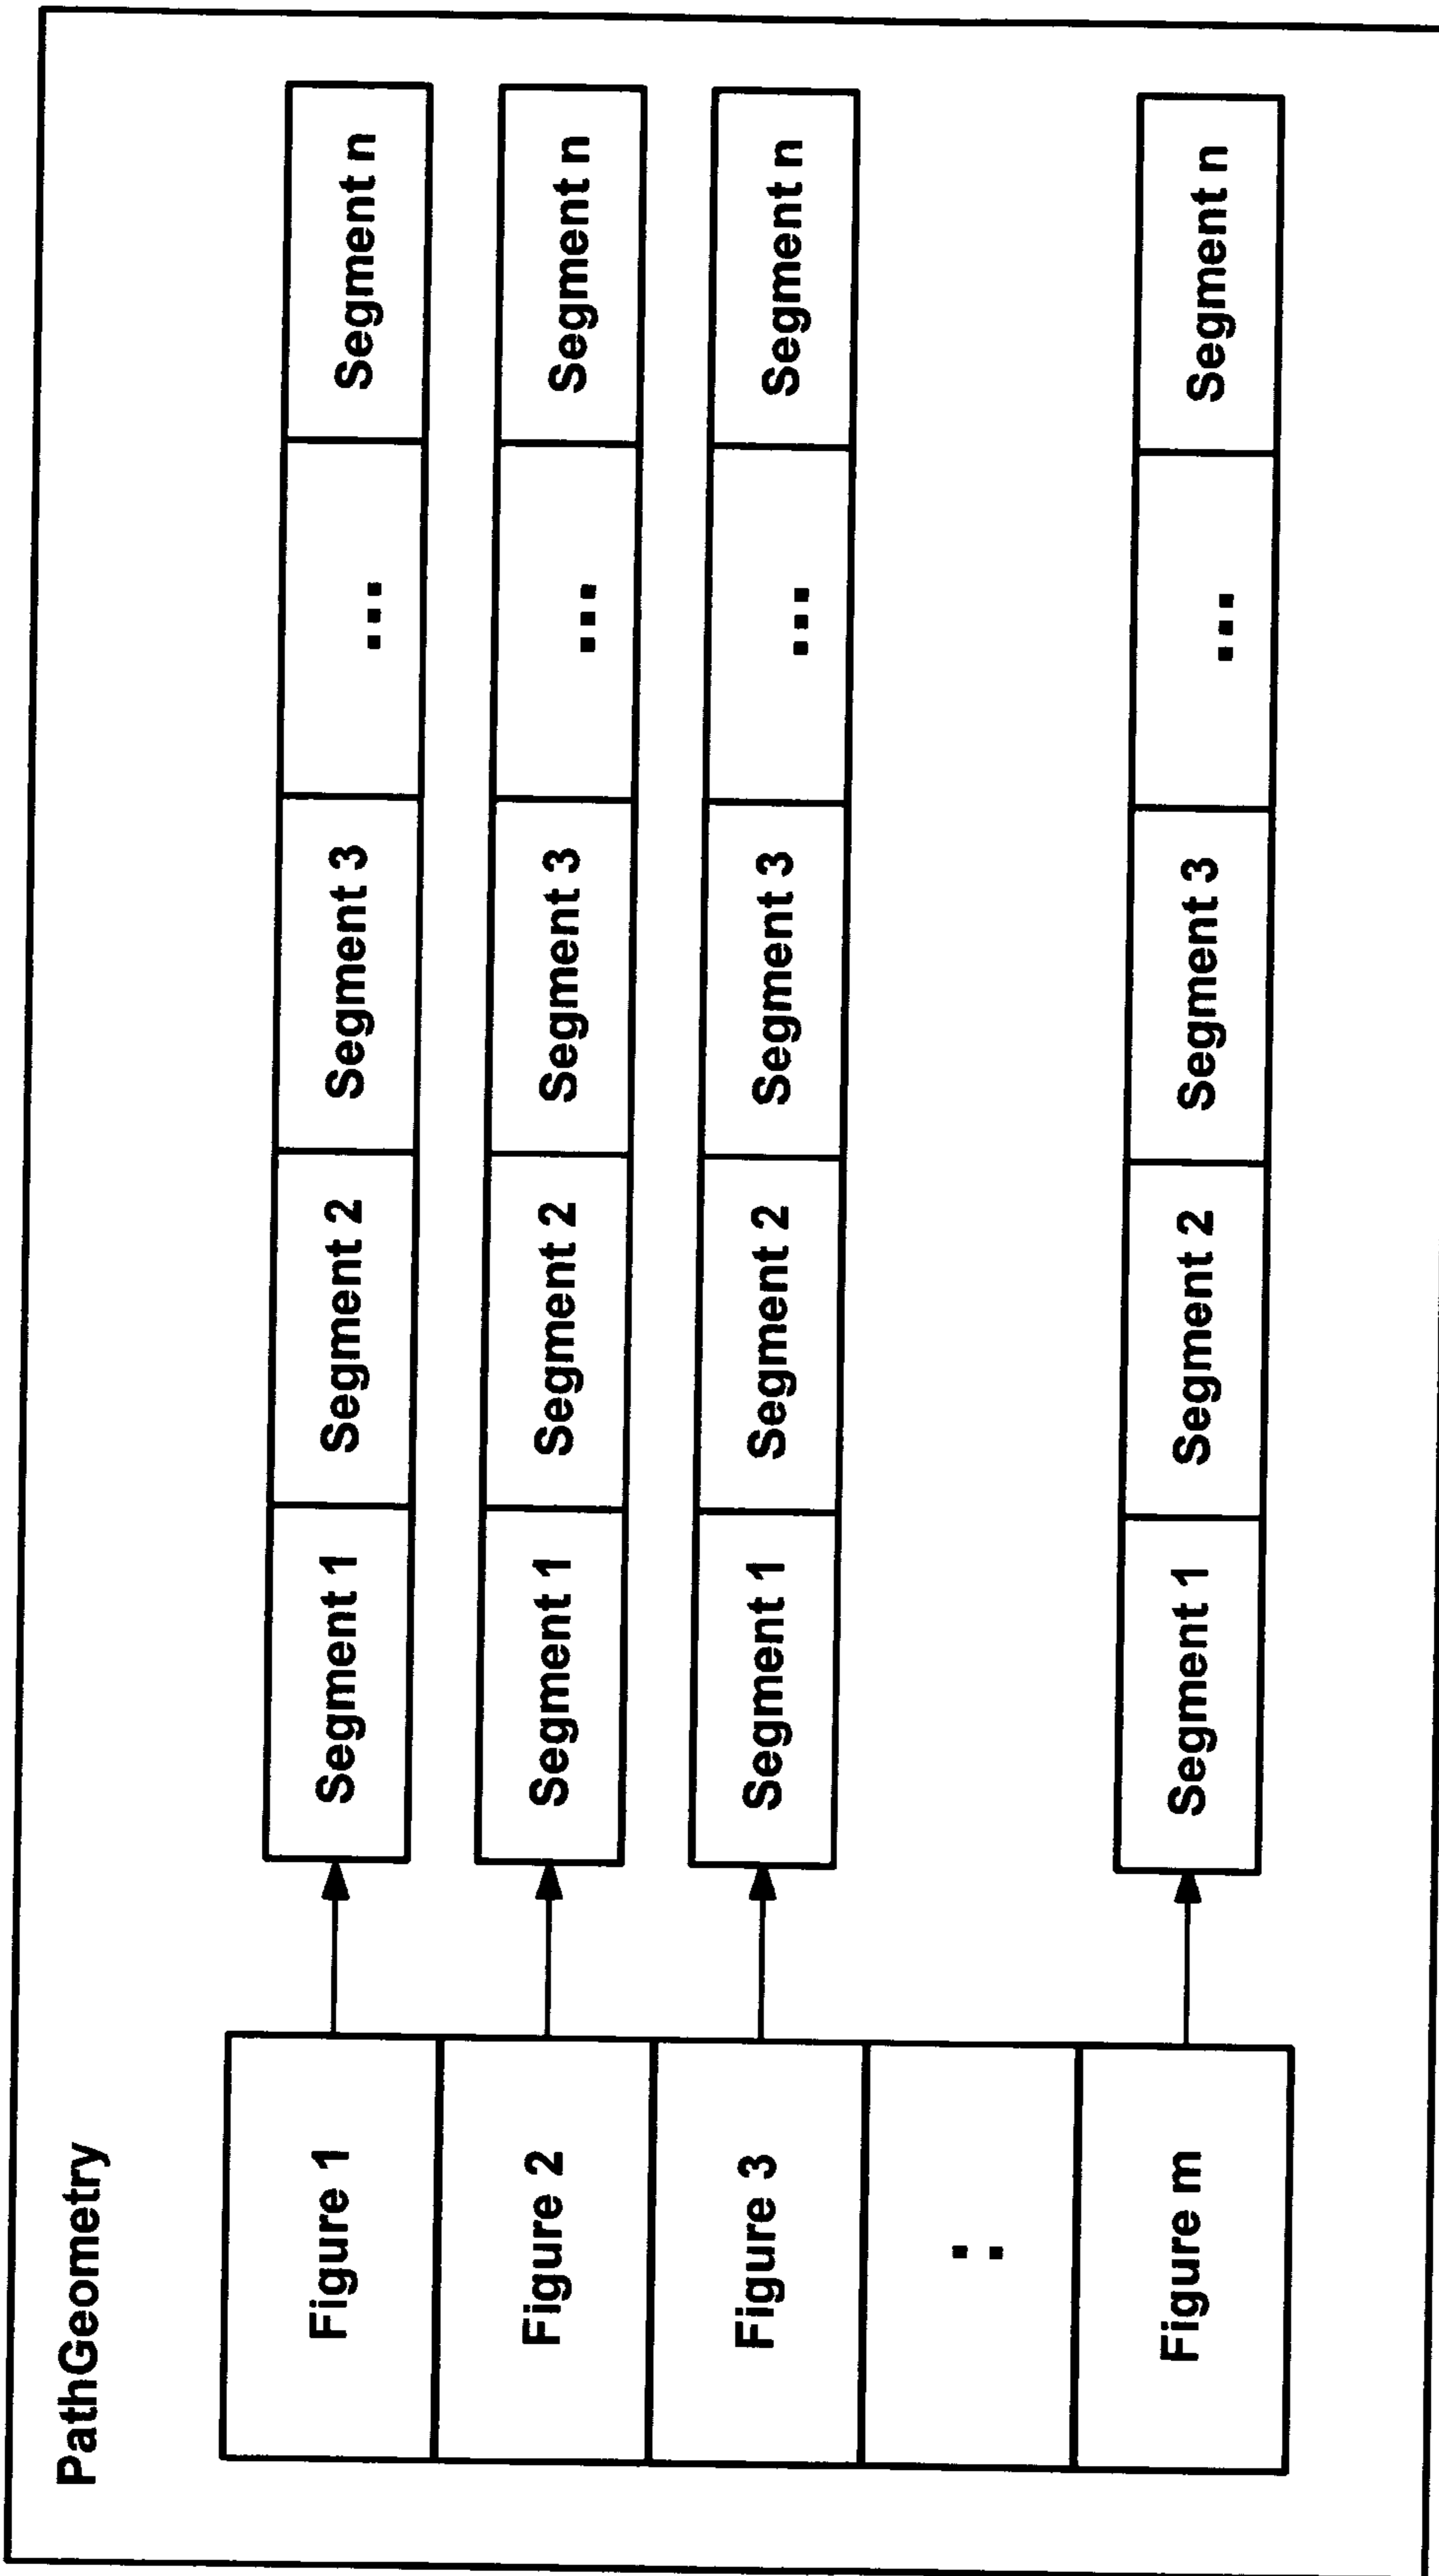 PathGeometry
Figure 1
Segment 1
Segment 2
Segment 3
...
Segment n
Figure 2
Segment 1
Segment 2
Segment 3
...
Segment n
Figure 3
Segment 1
Segment 2
Segment 3
...
Segment n
:
Figure m
Segment 1
Segment 2
Segment 3
...
Segment n